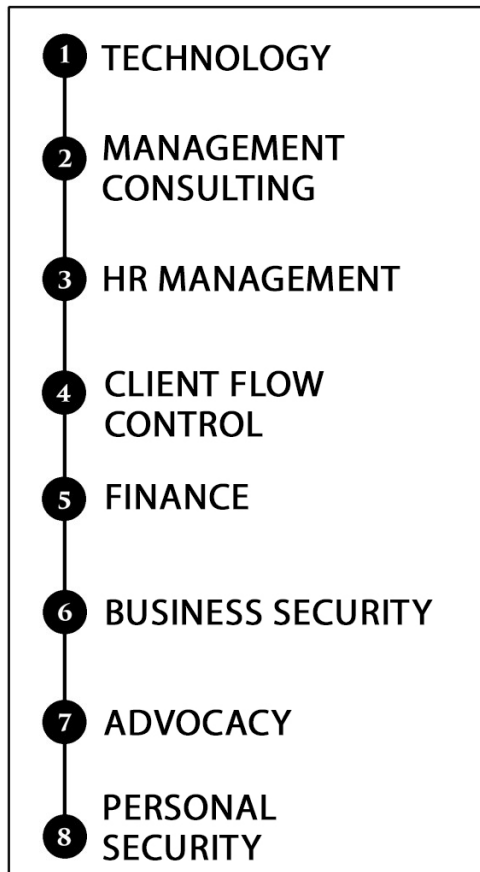 1 TECHNOLOGY
2 MANAGEMENT
CONSULTING
3 HR MANAGEMENT
4 CLIENT FLOW
CONTROL
5 FINANCE
6 BUSINESS SECURITY
7 ADVOCACY
8 PERSONAL
SECURITY